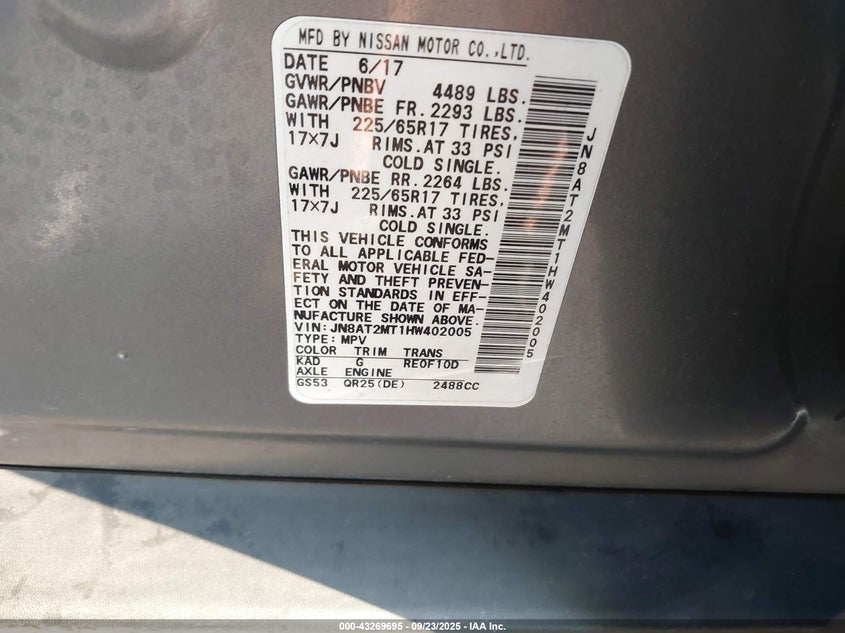 MFD BY NISSAN MOTOR CO.,LTD.
DATE 6/17
GVWR/PNBV 4489 LBS.
GAWR/PNBE FR. 2293 LBS.
WITH 225/65R17 TIRES,
17×7J RIMS.AT 33 PSI
COLD SINGLE.
GAWR/PNBE RR. 2264 LBS.
WITH 225/65R17 TIRES,
17×7J RIMS.AT 33 PSI
COLD SINGLE.
THIS VEHICLE CONFORMS
TO ALL APPLICABLE FED-
ERAL MOTOR VEHICLE SA-
FETY AND THEFT PREVEN-
TION STANDARDS IN EFF-
ECT ON THE DATE OF MA-
NUFACTURE SHOWN ABOVE.
VIN:JN8AT2MT1HW402005
TYPE:MPV
COLOR TRIM TRANS
KAD G RE0F10D
AXLE ENGINE
GS53 QR25(DE) 2488CC
JN8AT2MT1HW402005
000-43269695 - 09/23/2025 - IAA Inc.